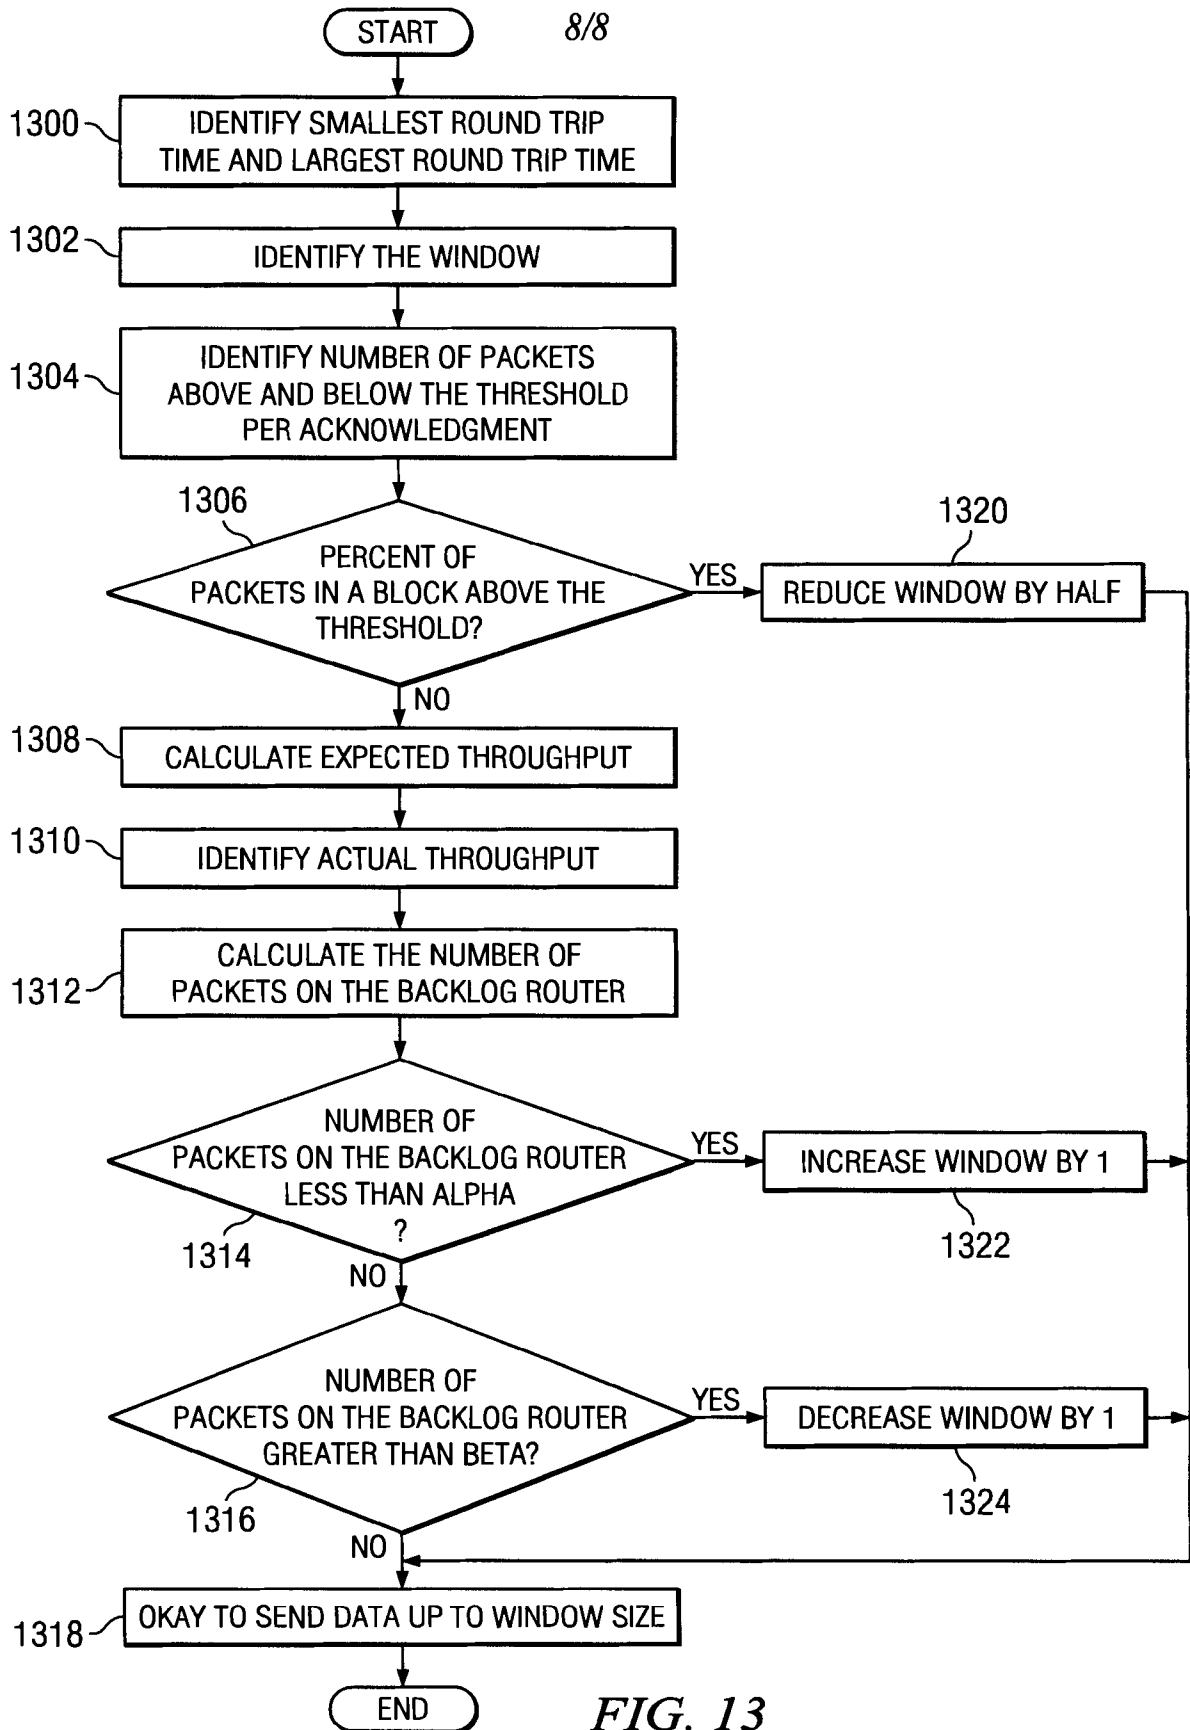 START
8/8
1300
IDENTIFY SMALLEST ROUND TRIP
TIME AND LARGEST ROUND TRIP TIME
1302
IDENTIFY THE WINDOW
1304
IDENTIFY NUMBER OF PACKETS
ABOVE AND BELOW THE THRESHOLD
PER ACKNOWLEDGMENT
1306
PERCENT OF
PACKETS IN A BLOCK ABOVE THE
THRESHOLD?
YES
1320
REDUCE WINDOW BY HALF
NO
1308
CALCULATE EXPECTED THROUGHPUT
1310
IDENTIFY ACTUAL THROUGHPUT
1312
CALCULATE THE NUMBER OF
PACKETS ON THE BACKLOG ROUTER
NUMBER OF
PACKETS ON THE BACKLOG ROUTER
LESS THAN ALPHA
?
1314
YES
INCREASE WINDOW BY 1
1322
NO
NUMBER OF
PACKETS ON THE BACKLOG ROUTER
GREATER THAN BETA?
1316
YES
DECREASE WINDOW BY 1
1324
NO
1318
OKAY TO SEND DATA UP TO WINDOW SIZE
END
FIG. 13